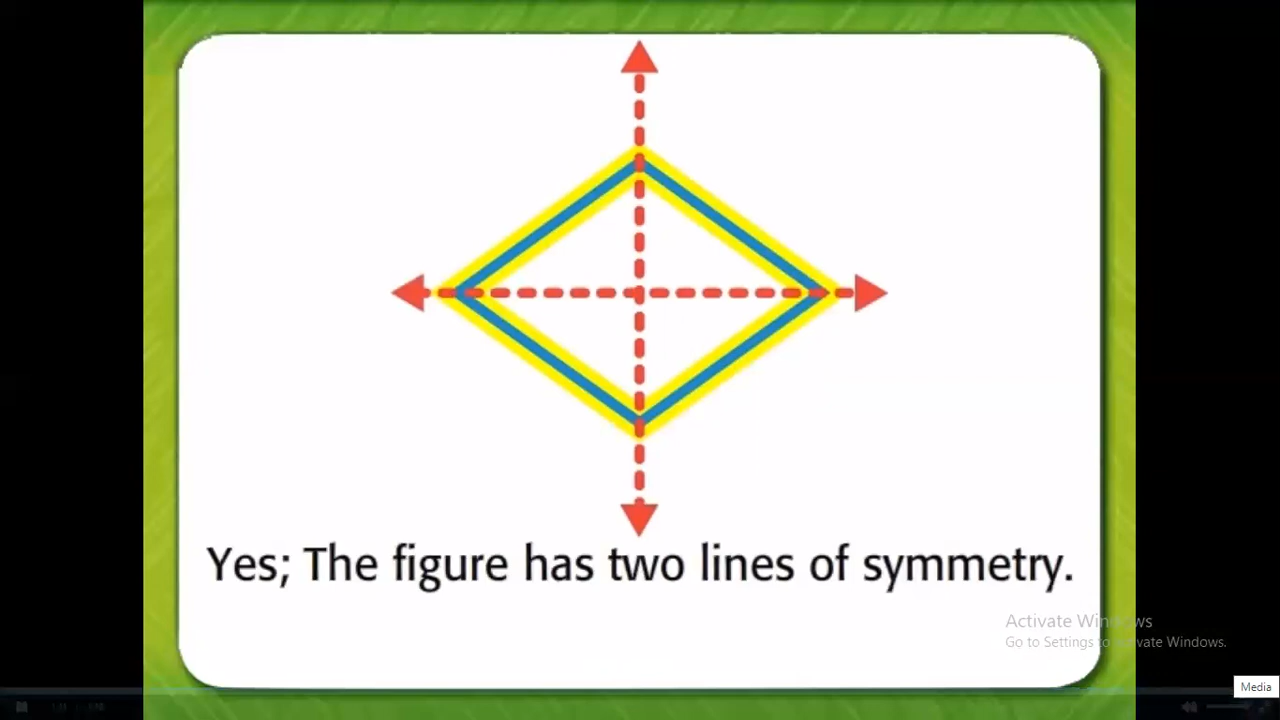 Yes; The figure has two lines of symmetry.
Activate Windows
Go to Settings to activate Windows.
Media